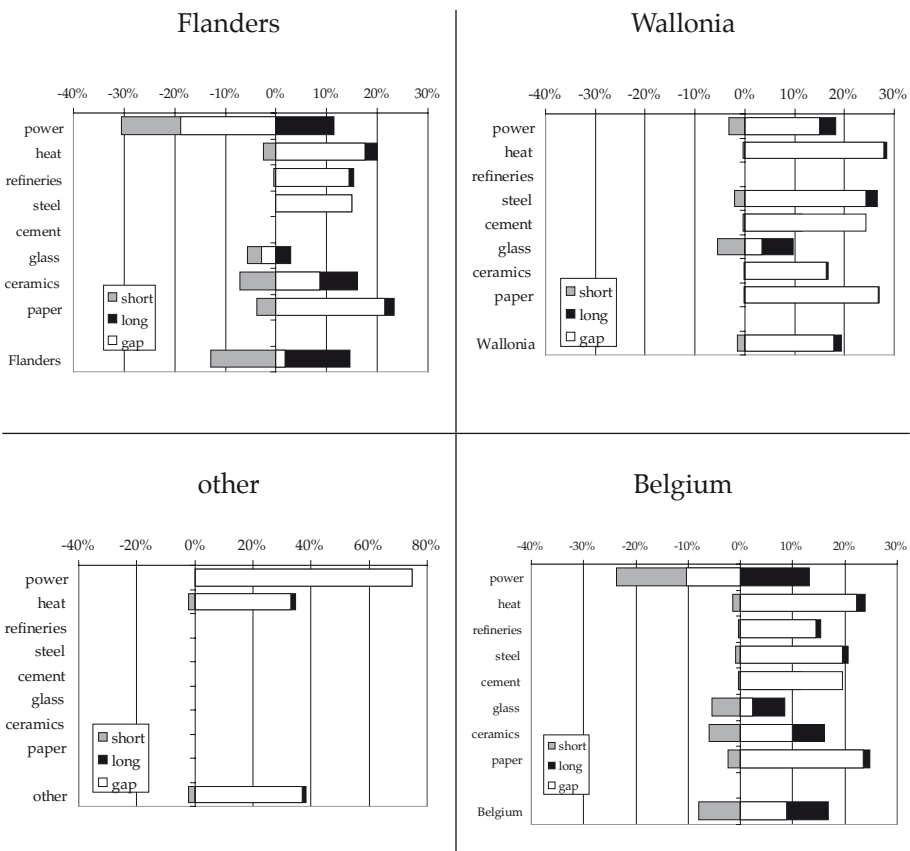 Flanders
-40% -30% -20% -10% 0% 10% 20% 30%
power
heat
refineries
steel
cement
glass
ceramics
paper
Flanders
short
long
gap
Wallonia
-40% -30% -20% -10% 0% 10% 20% 30%
power
heat
refineries
steel
cement
glass
ceramics
paper
Wallonia
short
long
gap
other
-40% -20% 0% 20% 40% 60% 80%
power
heat
refineries
steel
cement
glass
ceramics
paper
other
short
long
gap
Belgium
-40% -30% -20% -10% 0% 10% 20% 30%
power
heat
refineries
steel
cement
glass
ceramics
paper
Belgium
short
long
gap